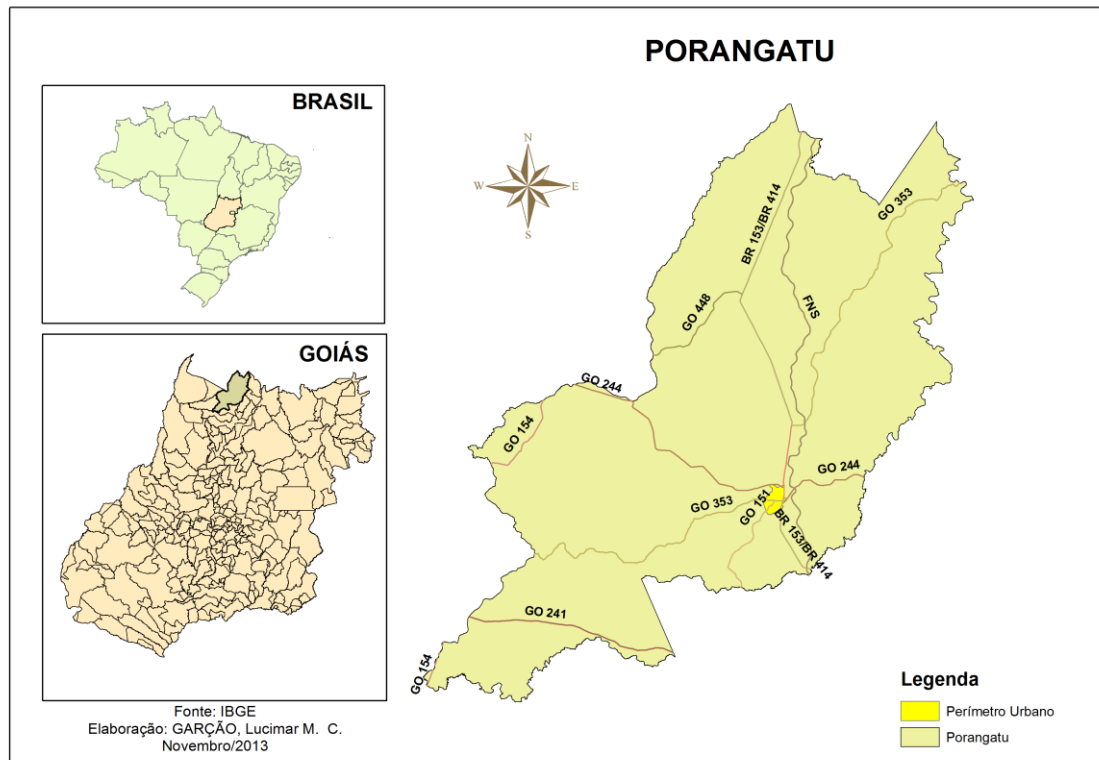 PORANGATU
BRASIL
N
W
E
S
GOIÁS
Fonte: IBGE
Elaboração: GARÇÃO, Lucimar M. C.
Novembro/2013
BR 153/BR 414
GO 353
GO 448
FNS
GO 244
GO 154
GO 244
GO 353
GO 151
BR 153/BR 414
GO 241
GO 154
Legenda
Perímetro Urbano
Porangatu